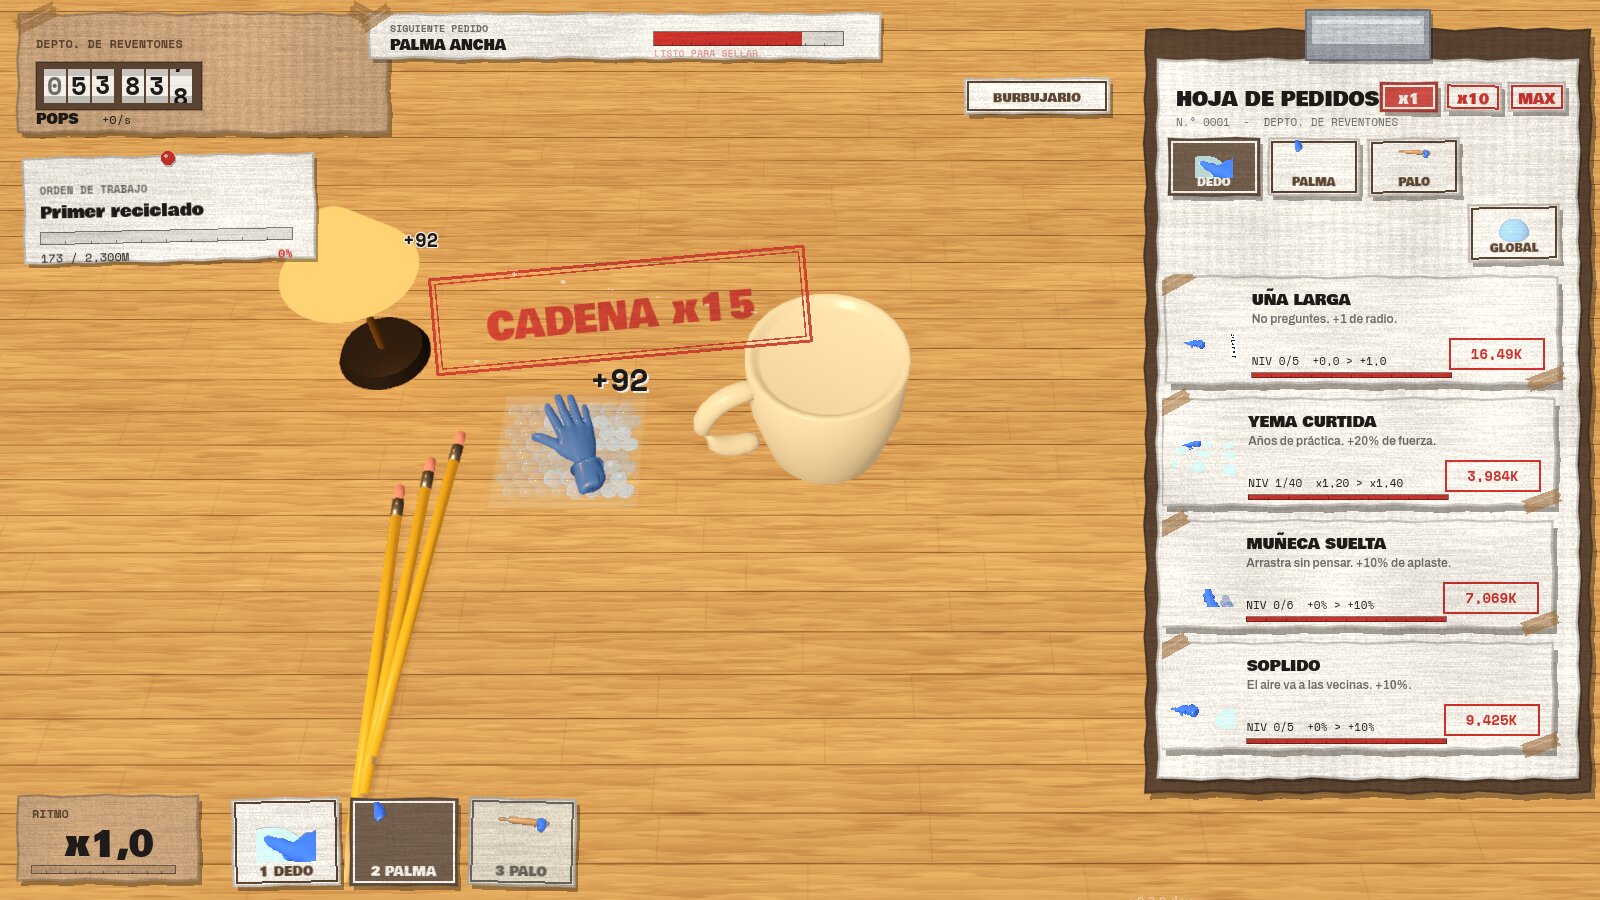 DEPTO. DE REVENTONES
053838
POPS +0/s
SIGUIENTE PEDIDO
PALMA ANCHA
LISTO PARA SELLAR
BURBUJARIO
ORDEN DE TRABAJO
Primer reciclado
0%
173 / 2,300M
+92
CADENA x15
+92
HOJA DE PEDIDOS
x1
x10
MAX
N.° 0001 - DEPTO. DE REVENTONES
DEDO
PALMA
PALO
GLOBAL
UÑA LARGA
No preguntes. +1 de radio.
NIV 0/5 +0,0 > +1,0
16,49K
YEMA CURTIDA
Años de práctica. +20% de fuerza.
NIV 1/40 x1,20 > x1,40
3,984K
MUÑECA SUELTA
Arrastra sin pensar. +10% de aplaste.
NIV 0/6 +0% > +10%
7,069K
SOPLIDO
El aire va a las vecinas. +10%.
NIV 0/5 +0% > +10%
9,425K
RITMO
x1,0
1 DEDO
2 PALMA
3 PALO